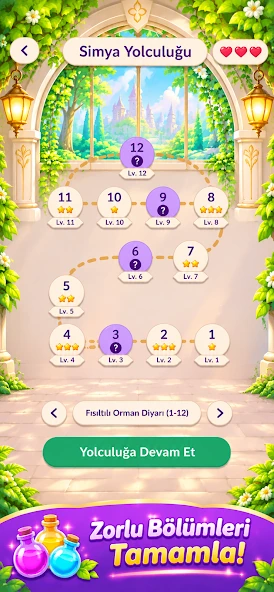 Simya Yolculuğu
12
?
Lv. 12
11
10
9
8
?
Lv. 11
Lv. 10
Lv. 9
Lv. 8
6
7
?
Lv. 6
Lv. 7
5
Lv. 5
4
3
2
1
?
Lv. 4
Lv. 3
Lv. 2
Lv. 1
Fısıltılı Orman Diyarı (1-12)
Yolculuğa Devam Et
Zorlu Bölümleri
Tamamla!